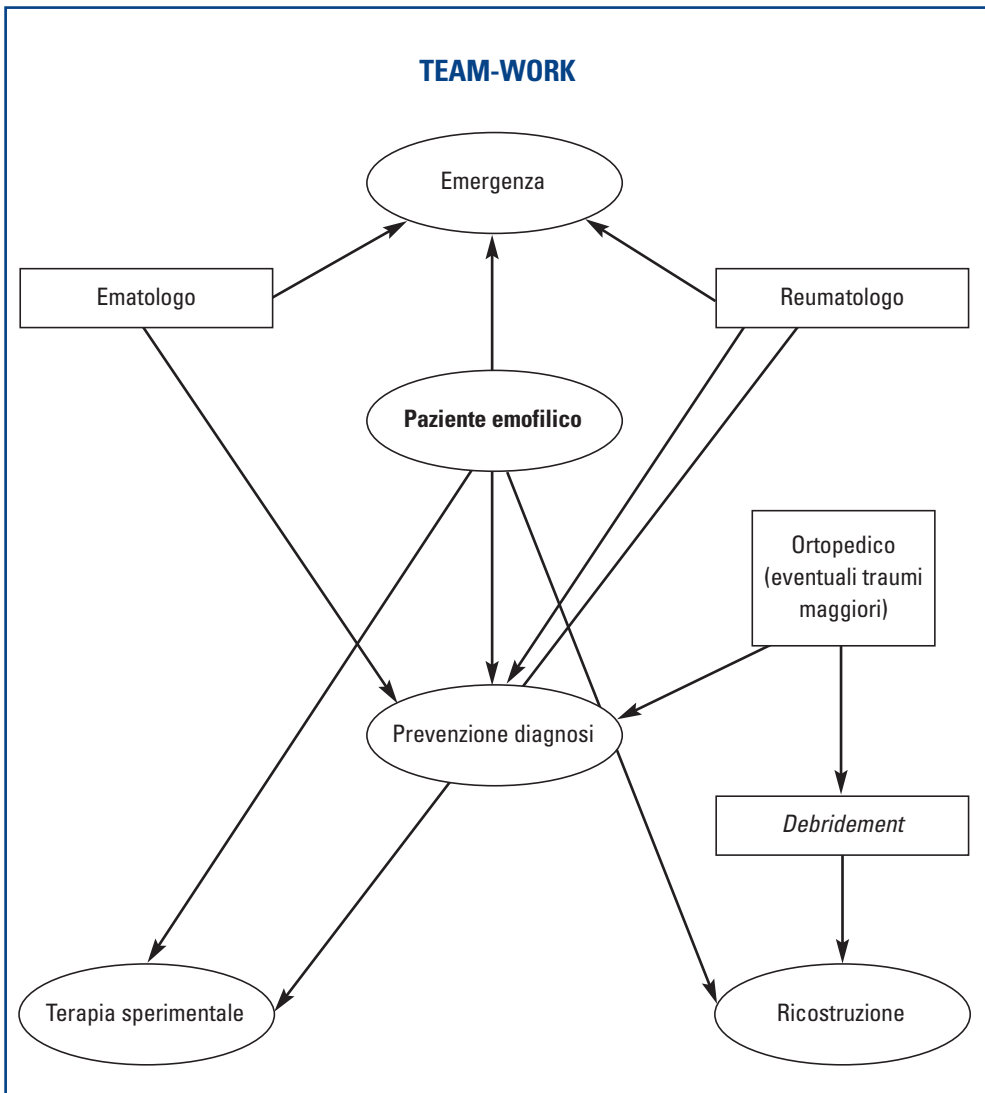 TEAM-WORK
Emergenza
Ematologo
Reumatologo
Paziente emofilico
Ortopedico
(eventuali traumi
maggiori)
Prevenzione diagnosi
Debridement
Terapia sperimentale
Ricostruzione